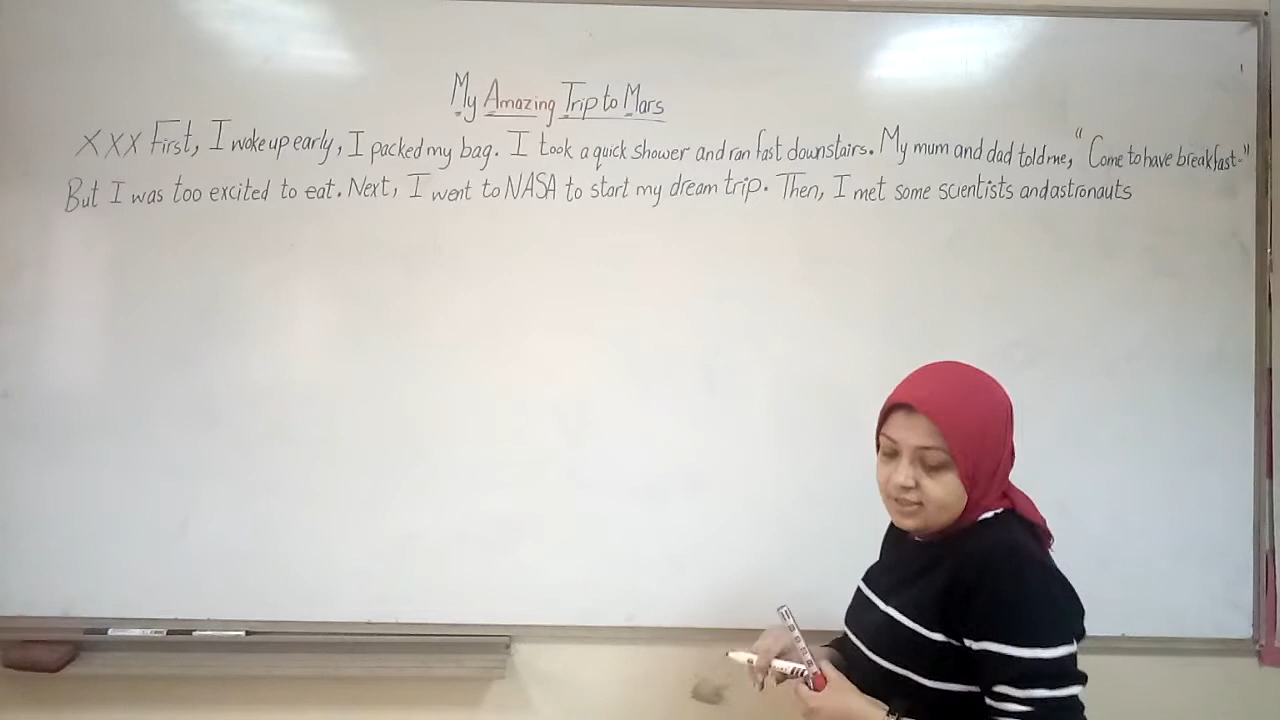 My Amazing Trip to Mars
XXX First, I woke up early, I packed my bag. I took a quick shower and ran fast downstairs. My mum and dad told me, "Come to have breakfast."
But I was too excited to eat. Next, I went to NASA to start my dream trip. Then, I met some scientists and astronauts